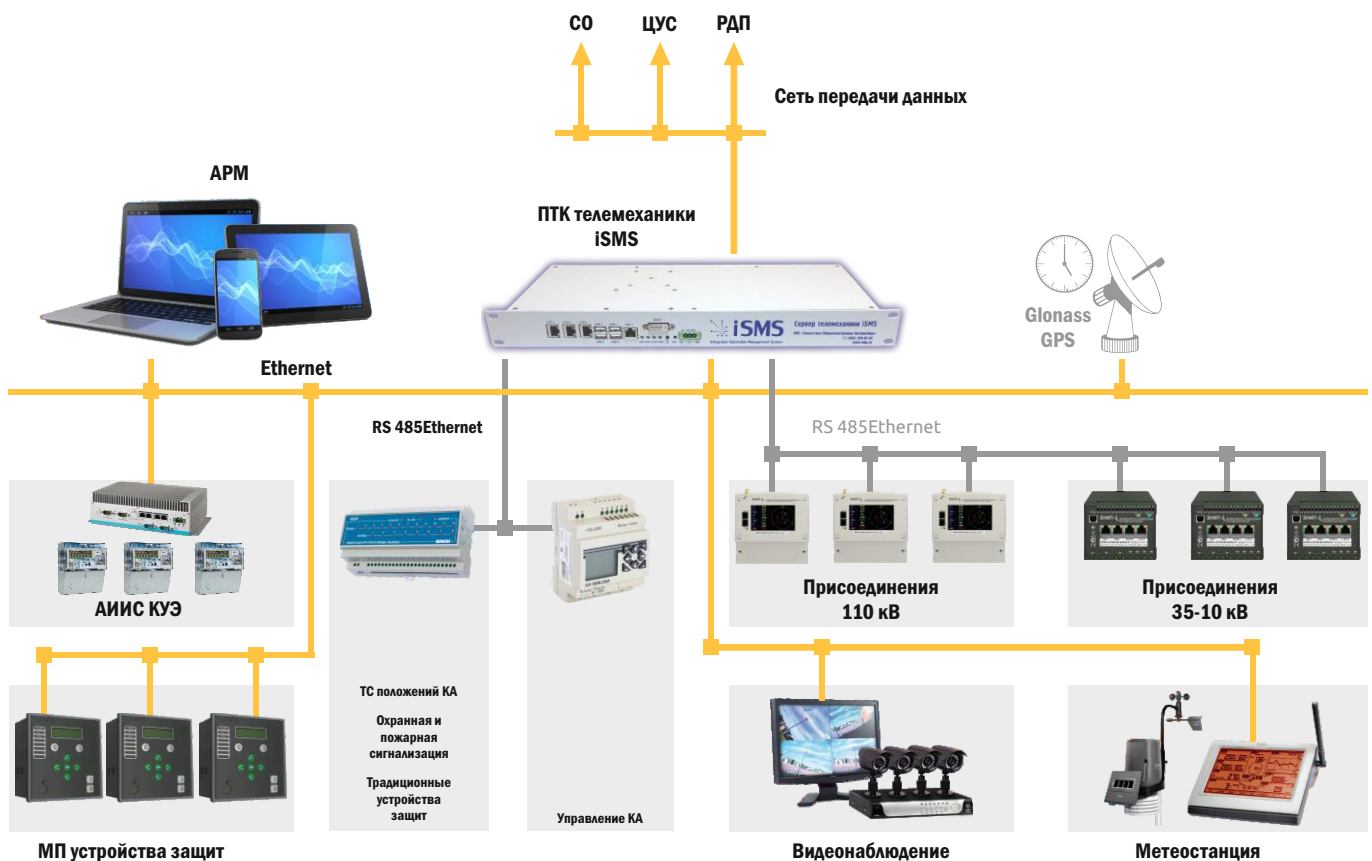 СО
ЦУС
РДП
Сеть передачи данных
АРМ
ПТК телемеханики
iSMS
iSMS
Сервер телемеханики iSMS
Glonass
GPS
Ethernet
RS 485Ethernet
RS 485Ethernet
АИИС КУЭ
Присоединения
110 кВ
Присоединения
35-10 кВ
ТС положений КА
Охранная и
пожарная
сигнализация
Традиционные
устройства
защит
Управление КА
МП устройства защит
Видеонаблюдение
Метеостанция